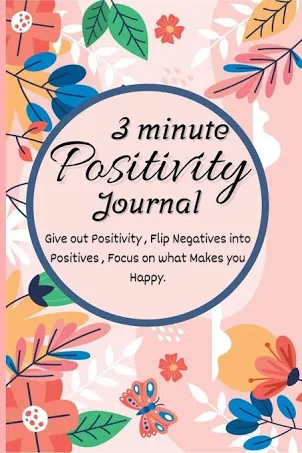 3 minute
Positivity
Journal
Give out Positivity , Flip Negatives into
Positives , Focus on what Makes you
Happy.